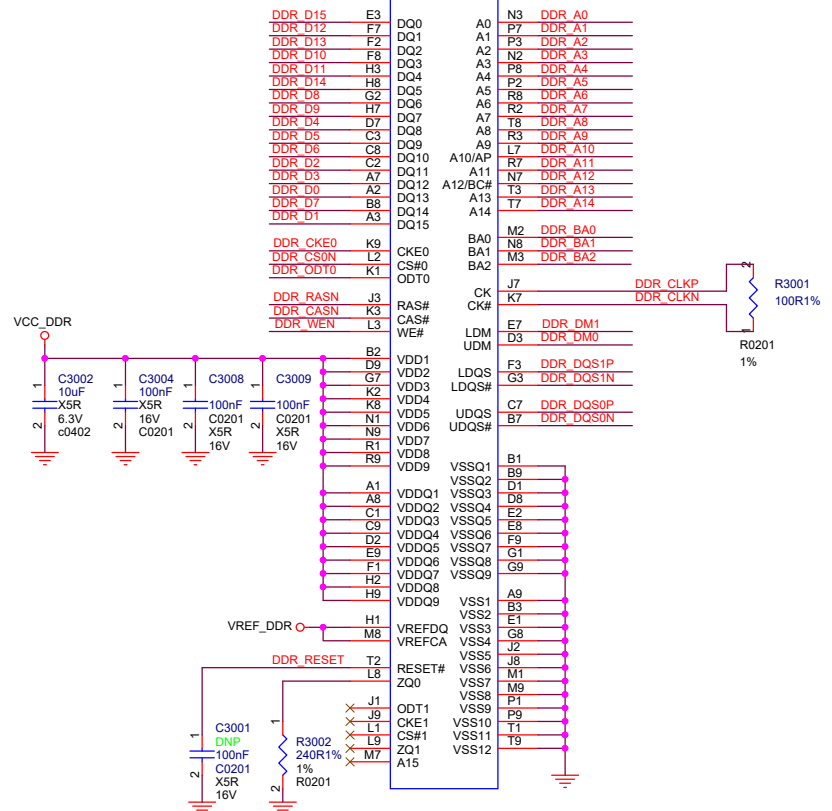 DDR_D15 E3 DQ0 A0 N3 DDR_A0
DDR_D12 F7 DQ1 A1 P7 DDR_A1
DDR_D13 F2 DQ2 A2 P3 DDR_A2
DDR_D10 F8 DQ3 A3 N2 DDR_A3
DDR_D11 H3 DQ4 A4 P8 DDR_A4
DDR_D14 H8 DQ5 A5 P2 DDR_A5
DDR_D8 G2 DQ6 A6 R8 DDR_A6
DDR_D9 H7 DQ7 A7 R2 DDR_A7
DDR_D4 D7 DQ8 A8 T8 DDR_A8
DDR_D5 C3 DQ9 A9 R3 DDR_A9
DDR_D6 C8 DQ10 A10/AP L7 DDR_A10
DDR_D2 C2 DQ11 A11 R7 DDR_A11
DDR_D3 A7 DQ12 A12/BC# N7 DDR_A12
DDR_D0 A2 DQ13 A13 T3 DDR_A13
DDR_D7 B8 DQ14 A14 T7 DDR_A14
DDR_D1 A3 DQ15
BA0 M2 DDR_BA0
DDR_CKE0 K9 CKE0 BA1 N8 DDR_BA1
DDR_CS0N L2 CS#0 BA2 M3 DDR_BA2
DDR_ODT0 K1 ODT0
CK J7 DDR_CLKP
DDR_RASN J3 RAS# CK# K7 DDR_CLKN
DDR_CASN K3 CAS#
DDR_WEN L3 WE# LDM E7 DDR_DM1
UDM D3 DDR_DM0
2
R3001
100R1%
1
R0201
1%
VCC_DDR
B2 VDD1
D9 VDD2 LDQS F3 DDR_DQS1P
G7 VDD3 LDQS# G3 DDR_DQS1N
K2 VDD4
K8 VDD5 UDQS C7 DDR_DQS0P
N1 VDD6 UDQS# B7 DDR_DQS0N
N9 VDD7
R1 VDD8
R9 VDD9
1 C3002
10uF
X5R
2 6.3V
c0402
1 C3004
100nF
X5R
2 16V
C0201
1 C3008
100nF
C0201
2 X5R
16V
1 C3009
100nF
C0201
2 X5R
16V
VSSQ1 B1
VSSQ2 B9
A1 VDDQ1 VSSQ3 D1
A8 VDDQ2 VSSQ4 D8
C1 VDDQ3 VSSQ5 E2
C9 VDDQ4 VSSQ6 E8
D2 VDDQ5 VSSQ7 F9
E9 VDDQ6 VSSQ8 G1
F1 VDDQ7 VSSQ9 G9
H2 VDDQ8
H9 VDDQ9 VSS1 A9
VSS2 B3
VREF_DDR H1 VREFDQ VSS3 E1
M8 VREFCA VSS4 G8
VSS5 J2
DDR_RESET T2 RESET# VSS6 J8
L8 ZQ0 VSS7 M1
VSS8 M9
J1 ODT1 VSS9 P1
J9 CKE1 VSS10 P9
L1 CS#1 VSS11 T1
L9 ZQ1 VSS12 T9
M7 A15
1 C3001
DNP
100nF
C0201
2 X5R
16V
1
R3002
240R1%
1%
2 R0201